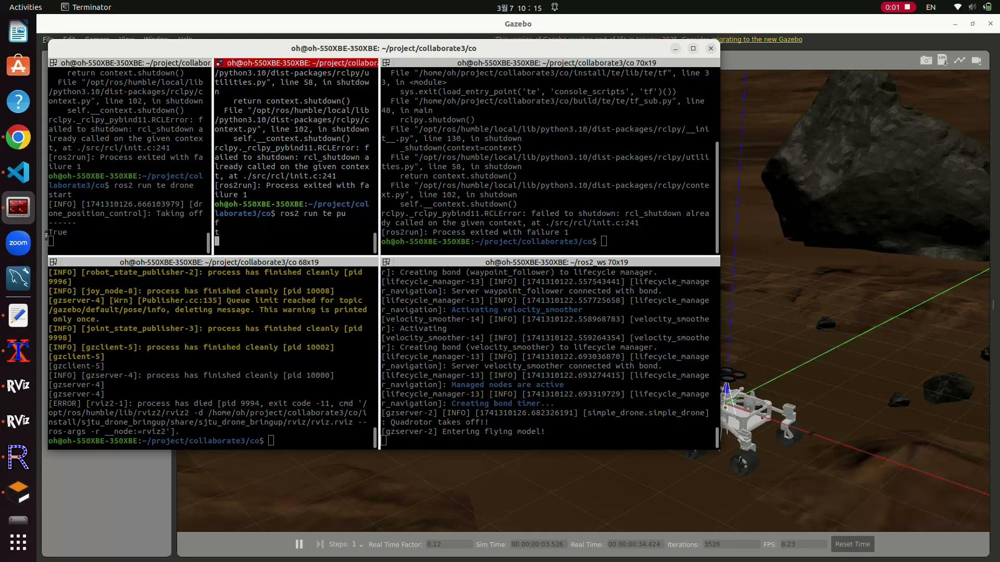 Activities
Terminator
3월 7 10 : 15
0:01
EN
Gazebo
File Edit Camera View Window Help
This version of Gazebo reaches end of life in January 2025. Consider migrating to the new Gazebo
oh@oh-550XBE-350XBE: ~/project/collaborate3/co
oh@oh-550XBE-350XBE: ~/project/collabor
return context.shutdown()
File "/opt/ros/humble/local/lib
/python3.10/dist-packages/rclpy/c
ontext.py", line 102, in shutdown
self.__context.shutdown()
rclpy._rclpy_pybind11.RCLError: f
ailed to shutdown: rcl_shutdown a
lready called on the given contex
t, at ./src/rcl/init.c:241
[ros2run]: Process exited with fa
ilure 1
oh@oh-550XBE-350XBE:~/project/col
laborate3/co$ ros2 run te drone
start
[INFO] [1741310126.666103979] [dr
one_position_control]: Taking off
------
True
oh@oh-550XBE-350XBE: ~/project/collabora
/python3.10/dist-packages/rclpy/u
tilities.py", line 58, in shutdow
n
return context.shutdown()
File "/opt/ros/humble/local/lib
/python3.10/dist-packages/rclpy/c
ontext.py", line 102, in shutdown
self.__context.shutdown()
rclpy._rclpy_pybind11.RCLError: f
ailed to shutdown: rcl_shutdown a
lready called on the given contex
t, at ./src/rcl/init.c:241
[ros2run]: Process exited with fa
ilure 1
oh@oh-550XBE-350XBE:~/project/col
laborate3/co$ ros2 run te pu
f
t
oh@oh-550XBE-350XBE: ~/project/collaborate3/co 70x19
File "/home/oh/project/collaborate3/co/install/te/lib/te/tf", line 3
3, in <module>
sys.exit(load_entry_point('te', 'console_scripts', 'tf')())
File "/home/oh/project/collaborate3/co/build/te/te/tf_sub.py", line
48, in main
rclpy.shutdown()
File "/opt/ros/humble/local/lib/python3.10/dist-packages/rclpy/__ini
t__.py", line 130, in shutdown
_shutdown(context=context)
File "/opt/ros/humble/local/lib/python3.10/dist-packages/rclpy/utili
ties.py", line 58, in shutdown
return context.shutdown()
File "/opt/ros/humble/local/lib/python3.10/dist-packages/rclpy/conte
xt.py", line 102, in shutdown
self.__context.shutdown()
rclpy._rclpy_pybind11.RCLError: failed to shutdown: rcl_shutdown alrea
dy called on the given context, at ./src/rcl/init.c:241
[ros2run]: Process exited with failure 1
oh@oh-550XBE-350XBE:~/project/collaborate3/co$
oh@oh-550XBE-350XBE: ~/project/collaborate3/co 68x19
[INFO] [robot_state_publisher-2]: process has finished cleanly [pid
9996]
[INFO] [joy_node-8]: process has finished cleanly [pid 10008]
[gzserver-4] [Wrn] [Publisher.cc:135] Queue limit reached for topic
/gazebo/default/pose/info, deleting message. This warning is printed
only once.
[INFO] [joint_state_publisher-3]: process has finished cleanly [pid
9998]
[INFO] [gzclient-5]: process has finished cleanly [pid 10002]
[gzclient-5]
[gzclient-5]
[INFO] [gzserver-4]: process has finished cleanly [pid 10000]
[gzserver-4]
[gzserver-4]
[ERROR] [rviz2-1]: process has died [pid 9994, exit code -11, cmd '/
opt/ros/humble/lib/rviz2/rviz2 -d /home/oh/project/collaborate3/co/i
nstall/sjtu_drone_bringup/share/sjtu_drone_bringup/rviz/rviz.rviz --
ros-args -r __node:=rviz2'].
oh@oh-550XBE-350XBE:~/project/collaborate3/co$
oh@oh-550XBE-350XBE: ~/ros2_ws 70x19
r]: Creating bond (waypoint_follower) to lifecycle manager.
[lifecycle_manager-13] [INFO] [1741310122.557543441] [lifecycle_manage
r_navigation]: Server waypoint_follower connected with bond.
[lifecycle_manager-13] [INFO] [1741310122.557725658] [lifecycle_manage
r_navigation]: Activating velocity_smoother
[velocity_smoother-14] [INFO] [1741310122.558968783] [velocity_smoothe
r]: Activating
[velocity_smoother-14] [INFO] [1741310122.559264354] [velocity_smoothe
r]: Creating bond (velocity_smoother) to lifecycle manager.
[lifecycle_manager-13] [INFO] [1741310122.693036870] [lifecycle_manage
r_navigation]: Server velocity_smoother connected with bond.
[lifecycle_manager-13] [INFO] [1741310122.693274415] [lifecycle_manage
r_navigation]: Managed nodes are active
[lifecycle_manager-13] [INFO] [1741310122.693319729] [lifecycle_manage
r_navigation]: Creating bond timer...
[gzserver-2] [INFO] [1741310126.682326191] [simple_drone.simple_drone]
: Quadrotor takes off!!
[gzserver-2] Entering flying model!
zoom
RViz
RViz
LOG
Steps: 1
Real Time Factor: 0.12
Sim Time: 00 00:00:03.526
Real Time: 00 00:00:34.424
Iterations: 3526
FPS: 8.23
Reset Time